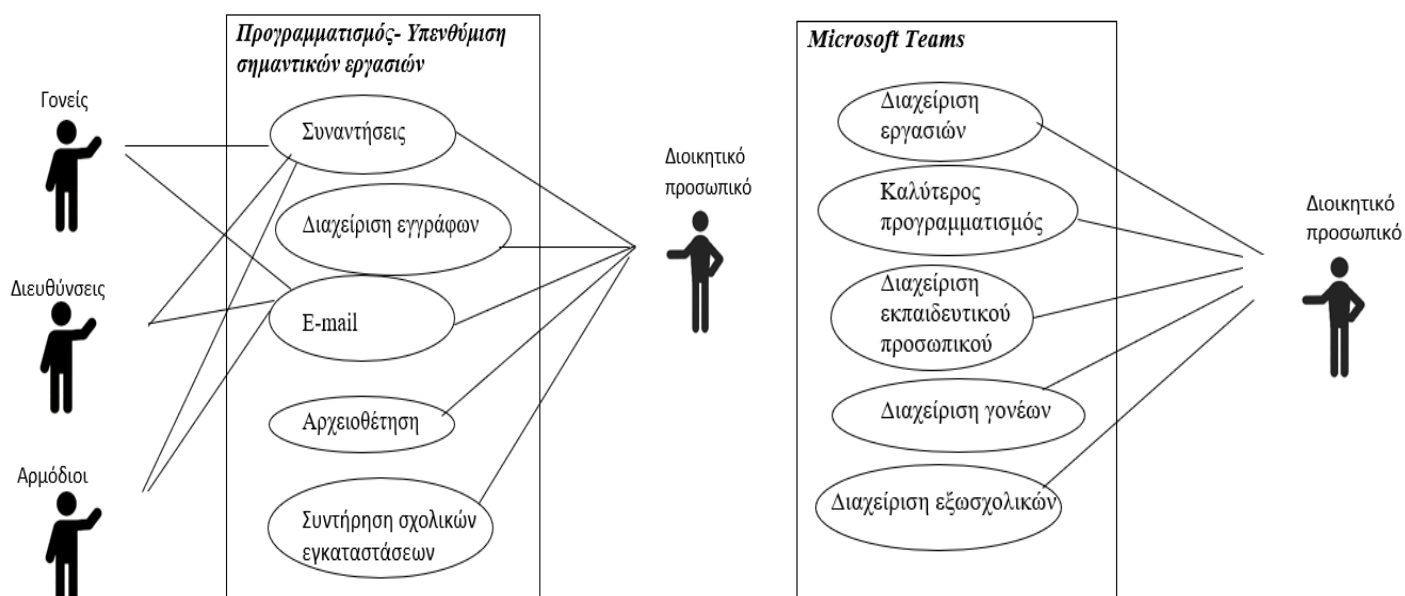 Προγραμματισμός- Υπενθύμιση
σημαντικών εργασιών
Γονείς
Διευθύνσεις
Αρμόδιοι
Συναντήσεις
Διαχείριση εγγράφων
E-mail
Αρχειοθέτηση
Συντήρηση σχολικών
εγκαταστάσεων
Διοικητικό
προσωπικό
Microsoft Teams
Διαχείριση
εργασιών
Καλύτερος
προγραμματισμός
Διαχείριση
εκπαιδευτικού
προσωπικού
Διαχείριση γονέων
Διαχείριση εξωσχολικών
Διοικητικό
προσωπικό